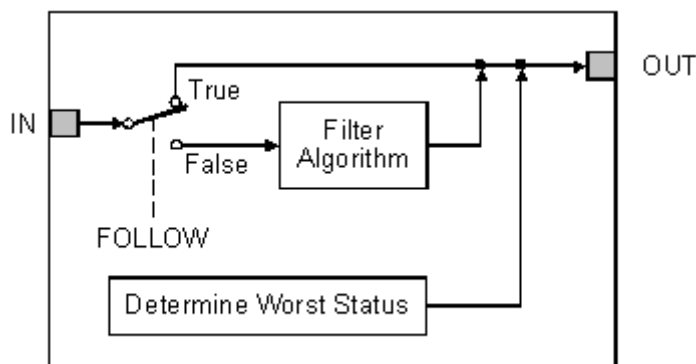 OUT
True
IN
Filter
Algorithm
False
FOLLOW
Determine Worst Status